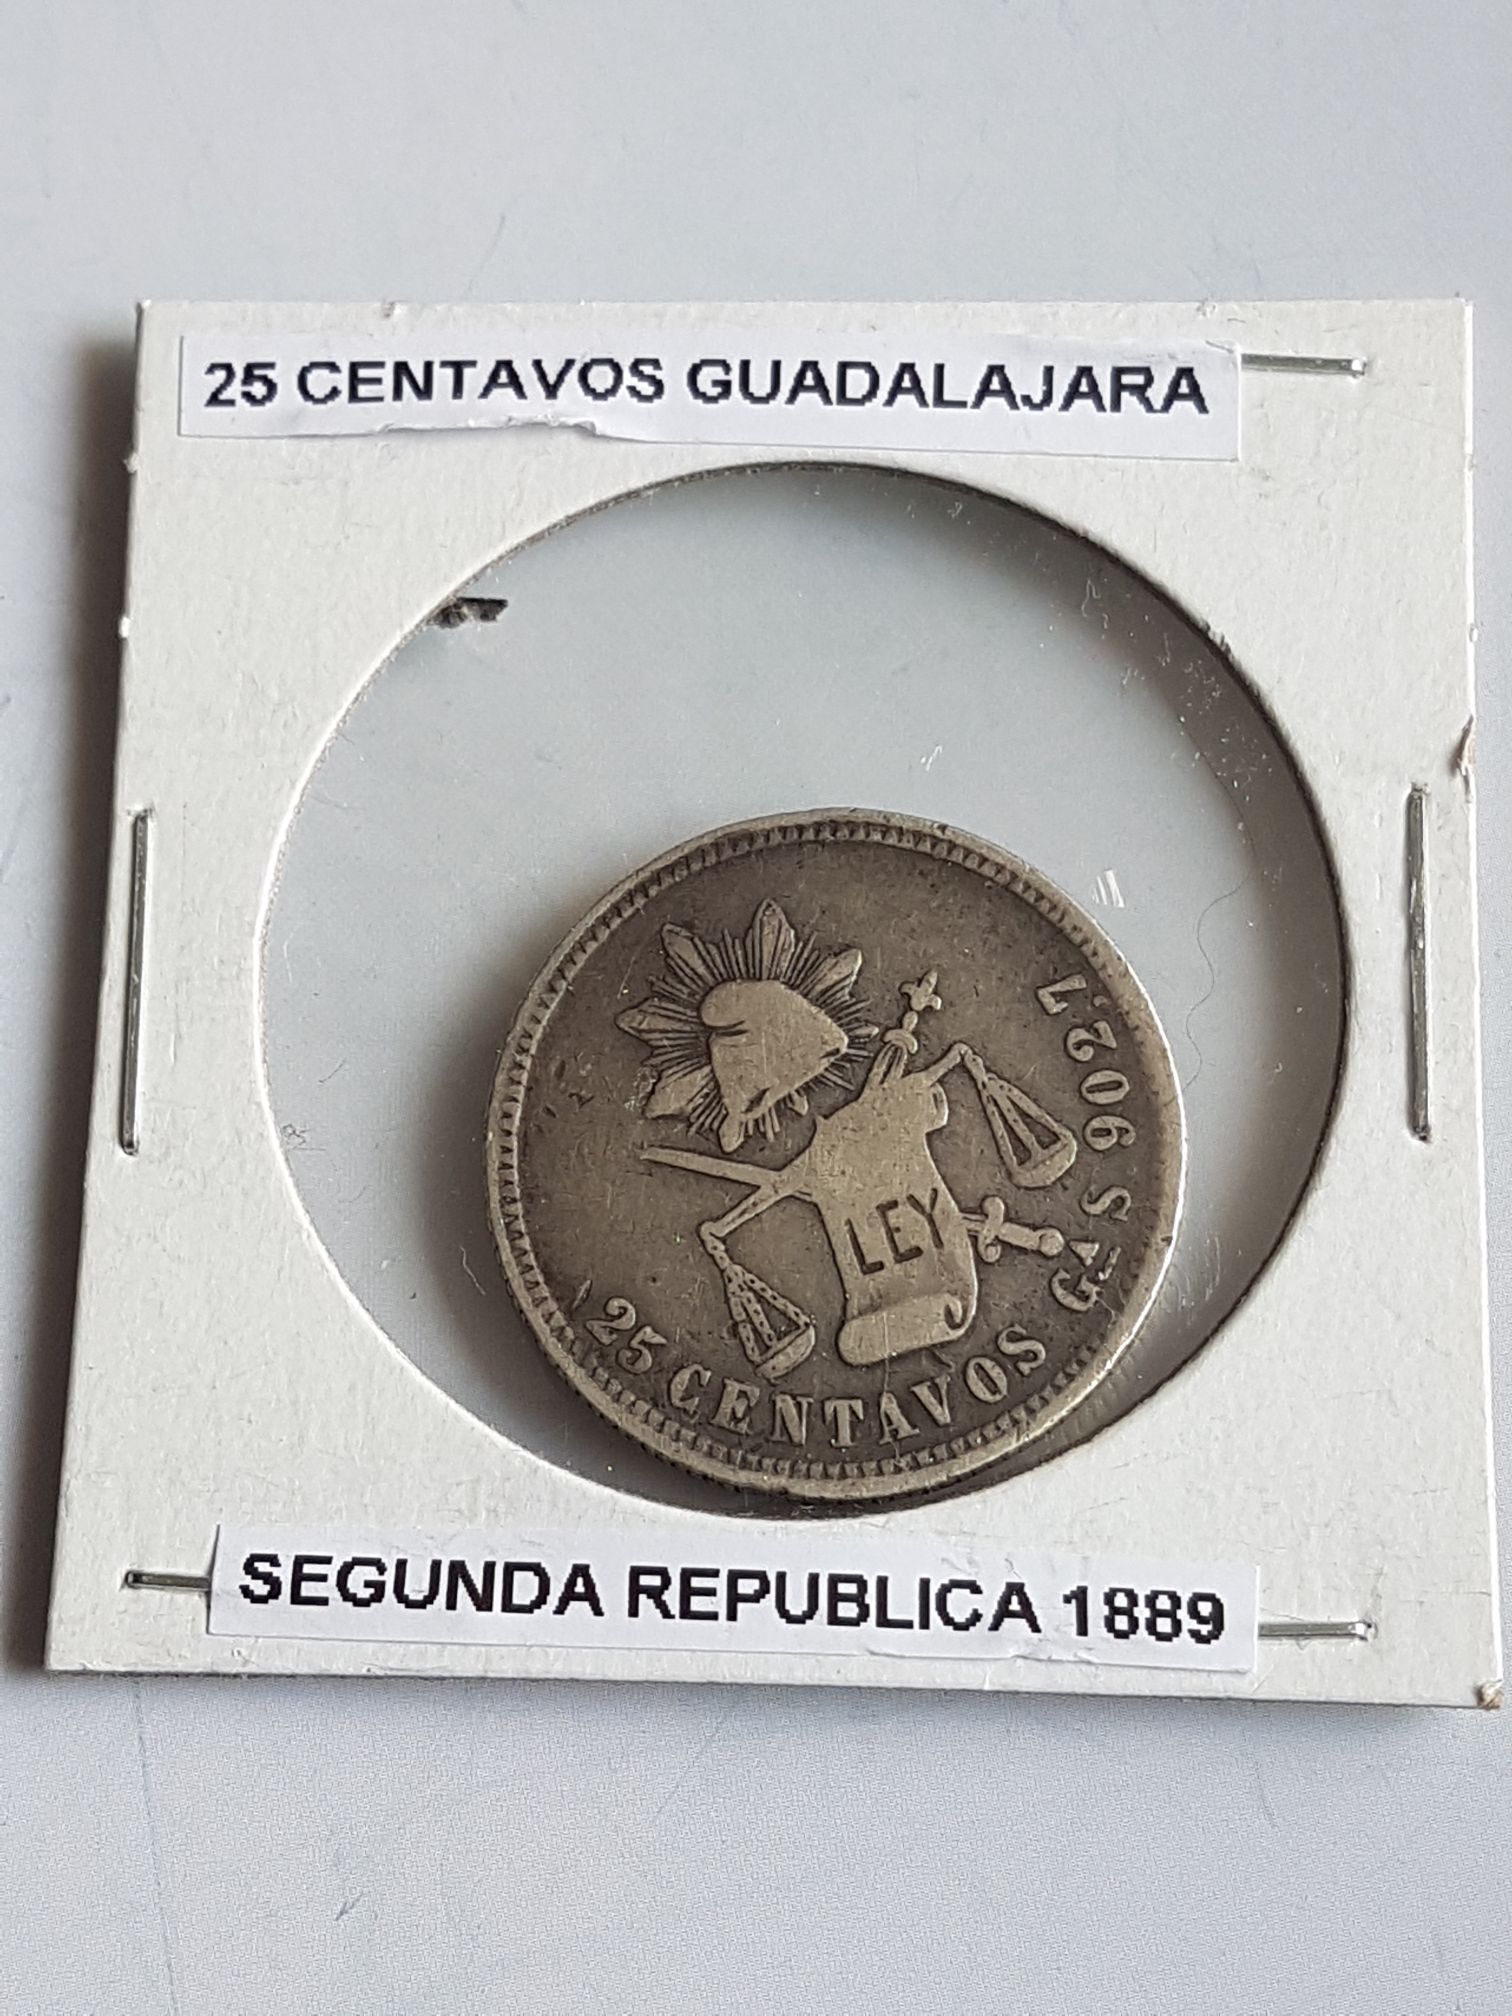 25 CENTAVOS GUADALAJARA
LEY
25 CENTAVOS Gᴬ S 902,7
SEGUNDA REPUBLICA 1889